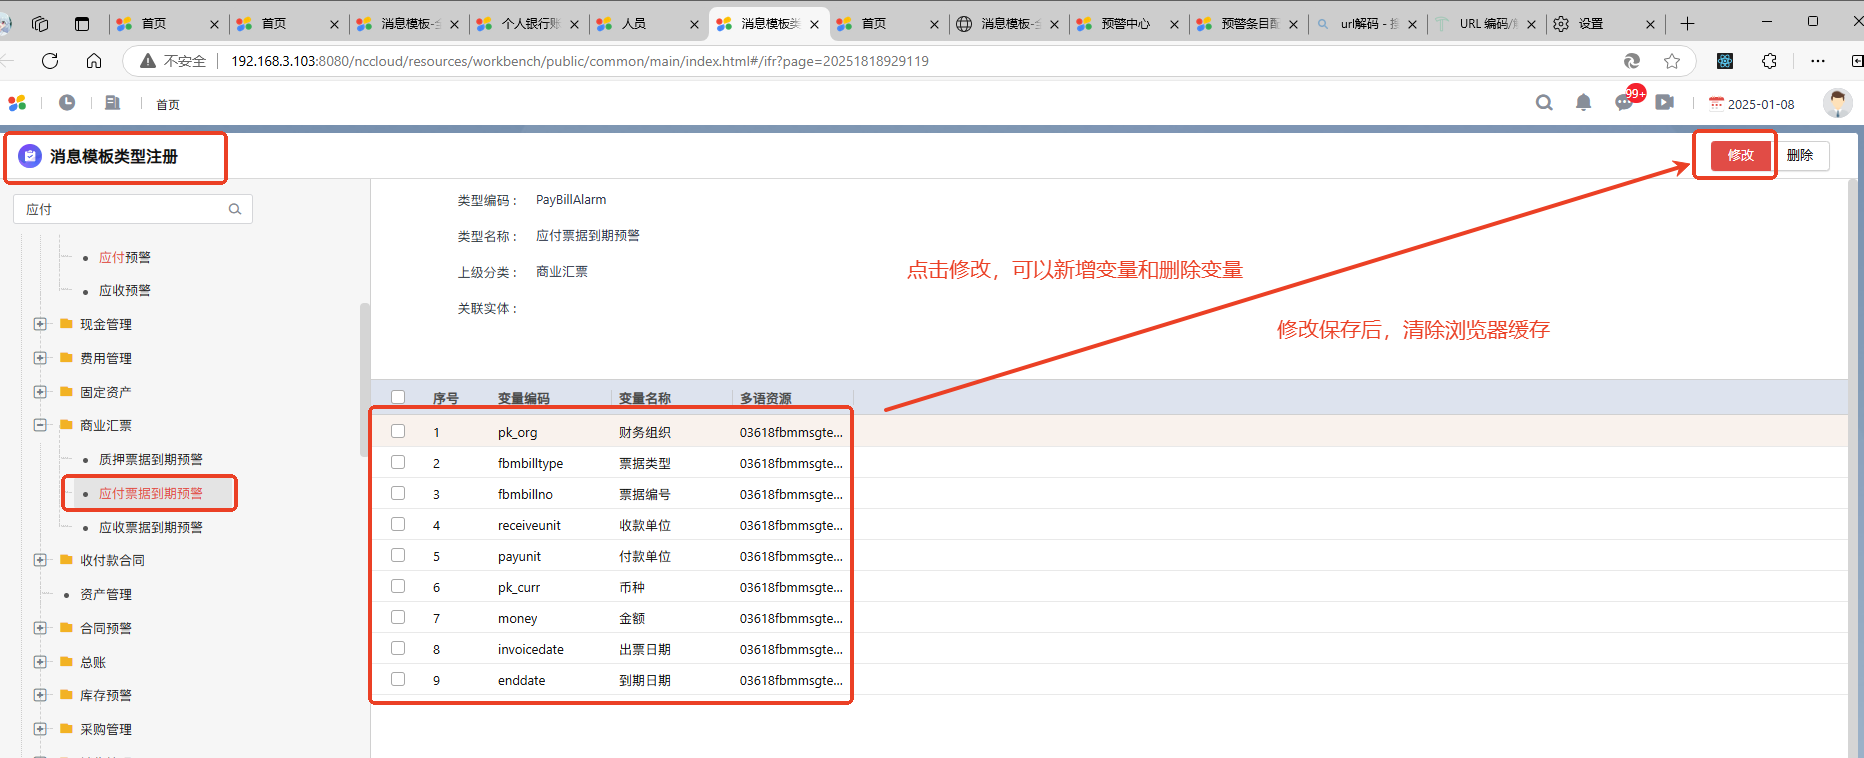 首页
首页
消息模板-全
个人银行账
人员
消息模板类
首页
消息模板-全
预警中心
预警条目配
url解码 - 搜
URL 编码/解
设置
不安全
192.168.3.103:8080/nccloud/resources/workbench/public/common/main/index.html#/ifr?page=20251818929119
首页
99+
2025-01-08
消息模板类型注册
修改
删除
应付
应付预警
应收预警
现金管理
费用管理
固定资产
商业汇票
质押票据到期预警
应付票据到期预警
应收票据到期预警
收付款合同
资产管理
合同预警
总账
库存预警
采购管理
类型编码： PayBillAlarm
类型名称： 应付票据到期预警
上级分类： 商业汇票
关联实体：
点击修改，可以新增变量和删除变量
修改保存后，清除浏览器缓存
序号 变量编码 变量名称 多语资源
1 pk_org 财务组织 03618fbmmsgte...
2 fbmbilltype 票据类型 03618fbmmsgte...
3 fbmbillno 票据编号 03618fbmmsgte...
4 receiveunit 收款单位 03618fbmmsgte...
5 payunit 付款单位 03618fbmmsgte...
6 pk_curr 币种 03618fbmmsgte...
7 money 金额 03618fbmmsgte...
8 invoicedate 出票日期 03618fbmmsgte...
9 enddate 到期日期 03618fbmmsgte...